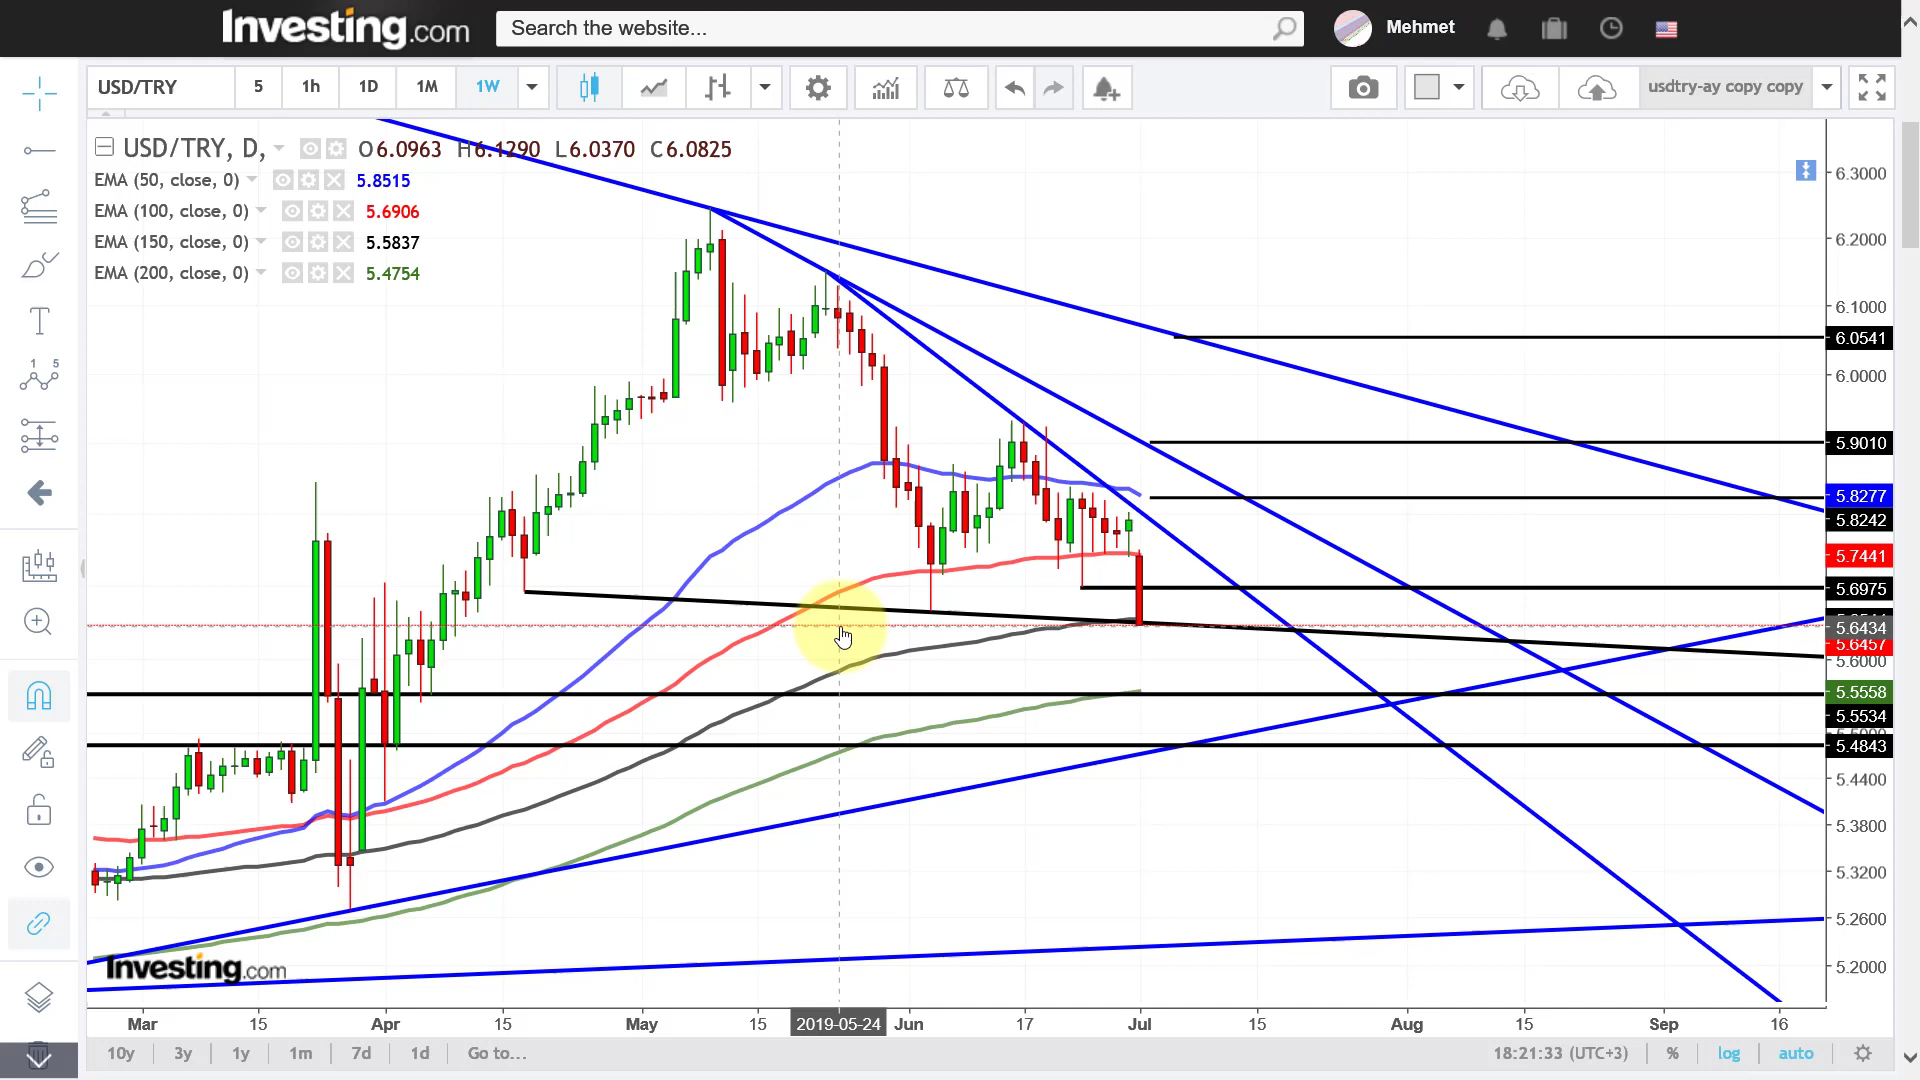 Investing.com
Search the website...
Mehmet
USD/TRY 5 1h 1D 1M 1W
usdtry-ay copy copy
USD/TRY, D, O6.0963 H6.1290 L6.0370 C6.0825
EMA (50, close, 0) 5.8515
EMA (100, close, 0) 5.6906
EMA (150, close, 0) 5.5837
EMA (200, close, 0) 5.4754
1 5
6.3000
6.2000
6.1000
6.0541
6.0000
5.9010
5.8277
5.8242
5.7441
5.6975
5.6434
5.6457
5.6000
5.5558
5.5534
5.4843
5.4400
5.3800
5.3200
5.2600
5.2000
Investing.com
Mar 15 Apr 15 May 15 2019-05-24 Jun 17 Jul 15 Aug 15 Sep 16
10y 3y 1y 1m 7d 1d Go to... 18:21:33 (UTC+3) % log auto